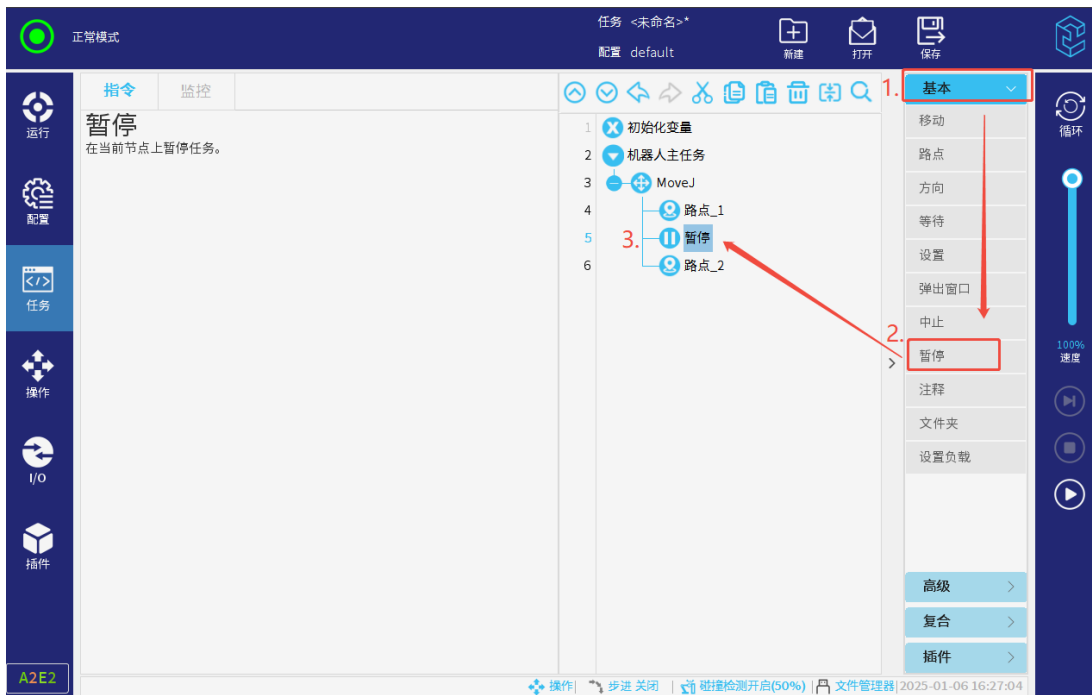 正常模式
任务 <未命名>*
配置 default
新建
打开
保存
运行
配置
任务
操作
I/O
插件
A2E2
指令
监控
暂停
在当前节点上暂停任务。
1 初始化变量
2 机器人主任务
3 MoveJ
4 路点_1
5 3. 暂停
6 路点_2
1. 基本
移动
路点
方向
等待
设置
弹出窗口
中止
2. 暂停
注释
文件夹
设置负载
高级
复合
插件
循环
100%
速度
操作| 步进 关闭 | 碰撞检测开启(50%) | 文件管理器| 2025-01-06 16:27:04